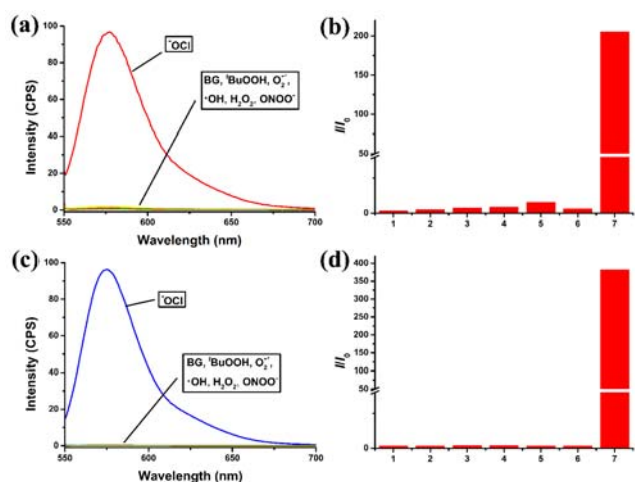 (a)
Intensity (CPS)
100
80
60
40
20
0
⁻OCl
BG, ᵗBuOOH, O₂•⁻,
·OH, H₂O₂, ONOO⁻
550 600 650 700
Wavelength (nm)
(b)
I/I₀
200
150
100
50
0
1 2 3 4 5 6 7
(c)
Intensity (CPS)
100
80
60
40
20
0
⁻OCl
BG, ᵗBuOOH, O₂•⁻,
·OH, H₂O₂, ONOO⁻
550 600 650 700
Wavelength (nm)
(d)
I/I₀
400
350
300
250
200
150
100
50
0
1 2 3 4 5 6 7